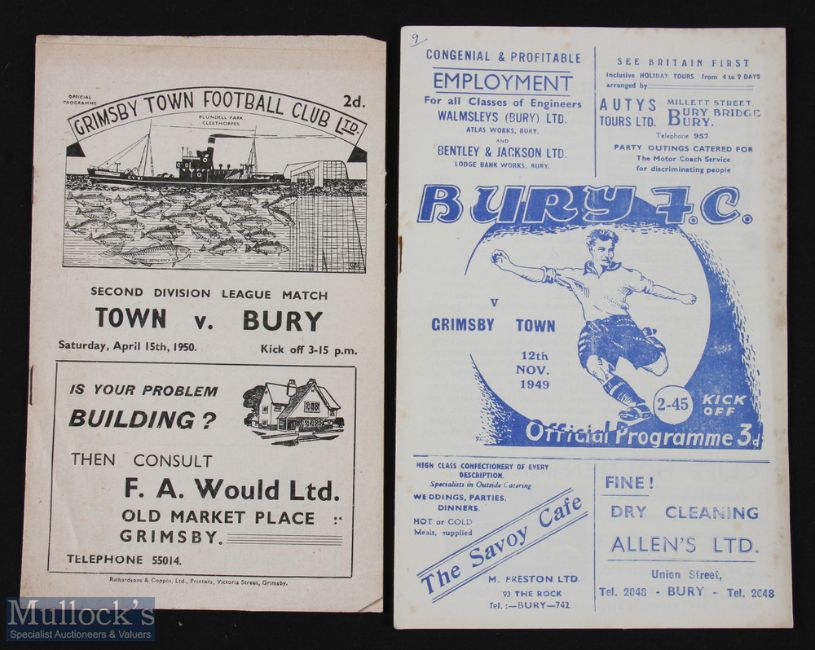 OFFICIAL
PROGRAMME
2d.
GRIMSBY TOWN FOOTBALL CLUB LTD.
BLUNDELL PARK
CLEETHORPES
SECOND DIVISION LEAGUE MATCH
TOWN v. BURY
Saturday, April 15th, 1950. Kick off 3-15 p.m.
IS YOUR PROBLEM
BUILDING?
THEN CONSULT
F. A. Would Ltd.
OLD MARKET PLACE :-
GRIMSBY.
TELEPHONE 55014.
Richardsons & Coppin, Ltd., Printers, Victoria Street, Grimsby.
9
CONGENIAL & PROFITABLE
EMPLOYMENT
For all Classes of Engineers
WALMSLEYS (BURY) LTD.
ATLAS WORKS, BURY.
AND
BENTLEY & JACKSON LTD.
LODGE BANK WORKS, BURY.
SEE BRITAIN FIRST
Inclusive HOLIDAY TOURS from 4 to 9 DAYS
arranged by
AUTYS
TOURS LTD.
MILLETT STREET,
BURY BRIDGE
BURY.
Telephone 957
PARTY OUTINGS CATERED FOR
The Motor Coach Service
for discriminating people
BURY F.C.
v
GRIMSBY TOWN
12th
NOV.
1949
2-45
KICK
OFF
Official Programme 3d
HIGH CLASS CONFECTIONERY OF EVERY
DESCRIPTION.
Specialists in Outside Catering
WEDDINGS, PARTIES,
DINNERS.
HOT or COLD
Meals, supplied
The Savoy Cafe
M. PRESTON LTD.
93 THE ROCK
Tel. :—BURY—742.
FINE!
DRY CLEANING
ALLEN'S LTD.
Union Street,
Tel. 2048 - BURY - Tel. 2048
Mullock's
Specialist Auctioneers & Valuers